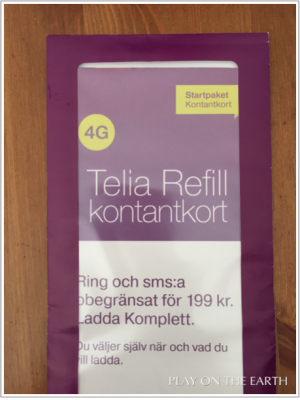 Startpaket
Kontantkort
4G
Telia Refill
kontantkort
Ring och sms:a
obegränsat för 199 kr.
Ladda Komplett.
Du väljer själv när och vad du
vill ladda.
PLAY ON THE EARTH